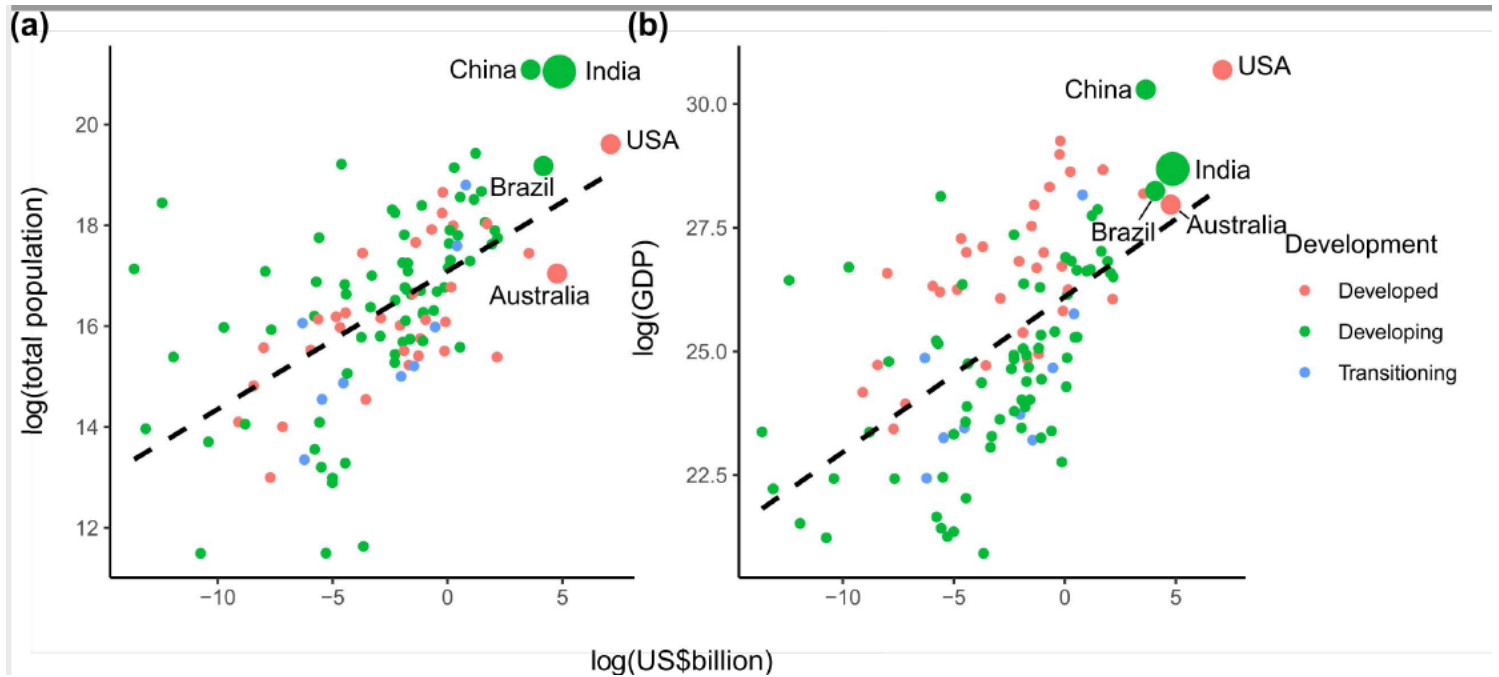 (a)
(b)
China
India
USA
Brazil
Australia
20
18
16
14
12
−10
−5
0
5
log(total population)
USA
China
India
Brazil
Australia
30.0
27.5
25.0
22.5
−10
−5
0
5
log(GDP)
Development
Developed
Developing
Transitioning
log(US$billion)